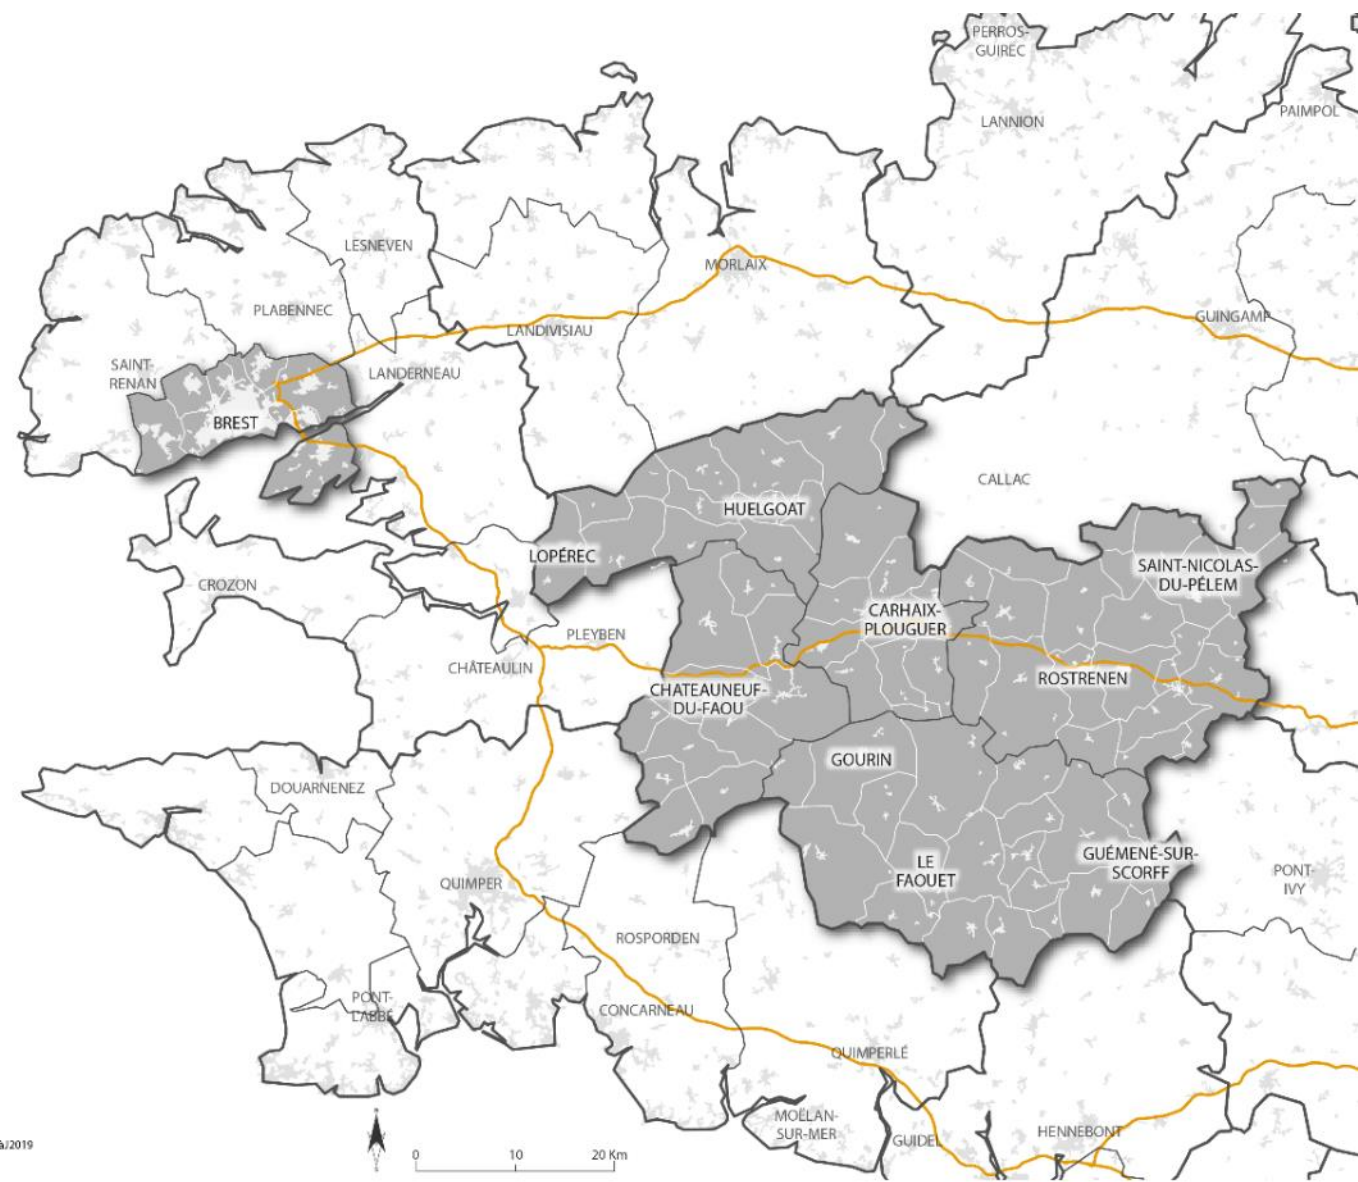 PERROS-
GUIREC
PAIMPOL
LANNION
LESNEVEN
MORLAIX
PLABENNEC
GUINGAMP
LANDIVISIAU
SAINT-
RENAN
LANDERNEAU
BREST
CALLAC
HUELGOAT
LOPÉREC
SAINT-NICOLAS-
DU-PÉLEM
CROZON
CARHAIX-
PLOUGUER
PLEYBEN
CHÂTEAULIN
ROSTRENEN
CHATEAUNEUF-
DU-FAOU
GOURIN
DOUARNENEZ
GUÉMENÉ-SUR-
SCORFF
LE
FAOUET
PONT-
IVY
QUIMPER
ROSPORDEN
PONT-
L'ABBÉ
CONCARNEAU
QUIMPERLÉ
MOËLAN-
SUR-MER
GUIDEL
HENNEBONT
0 10 20 Km